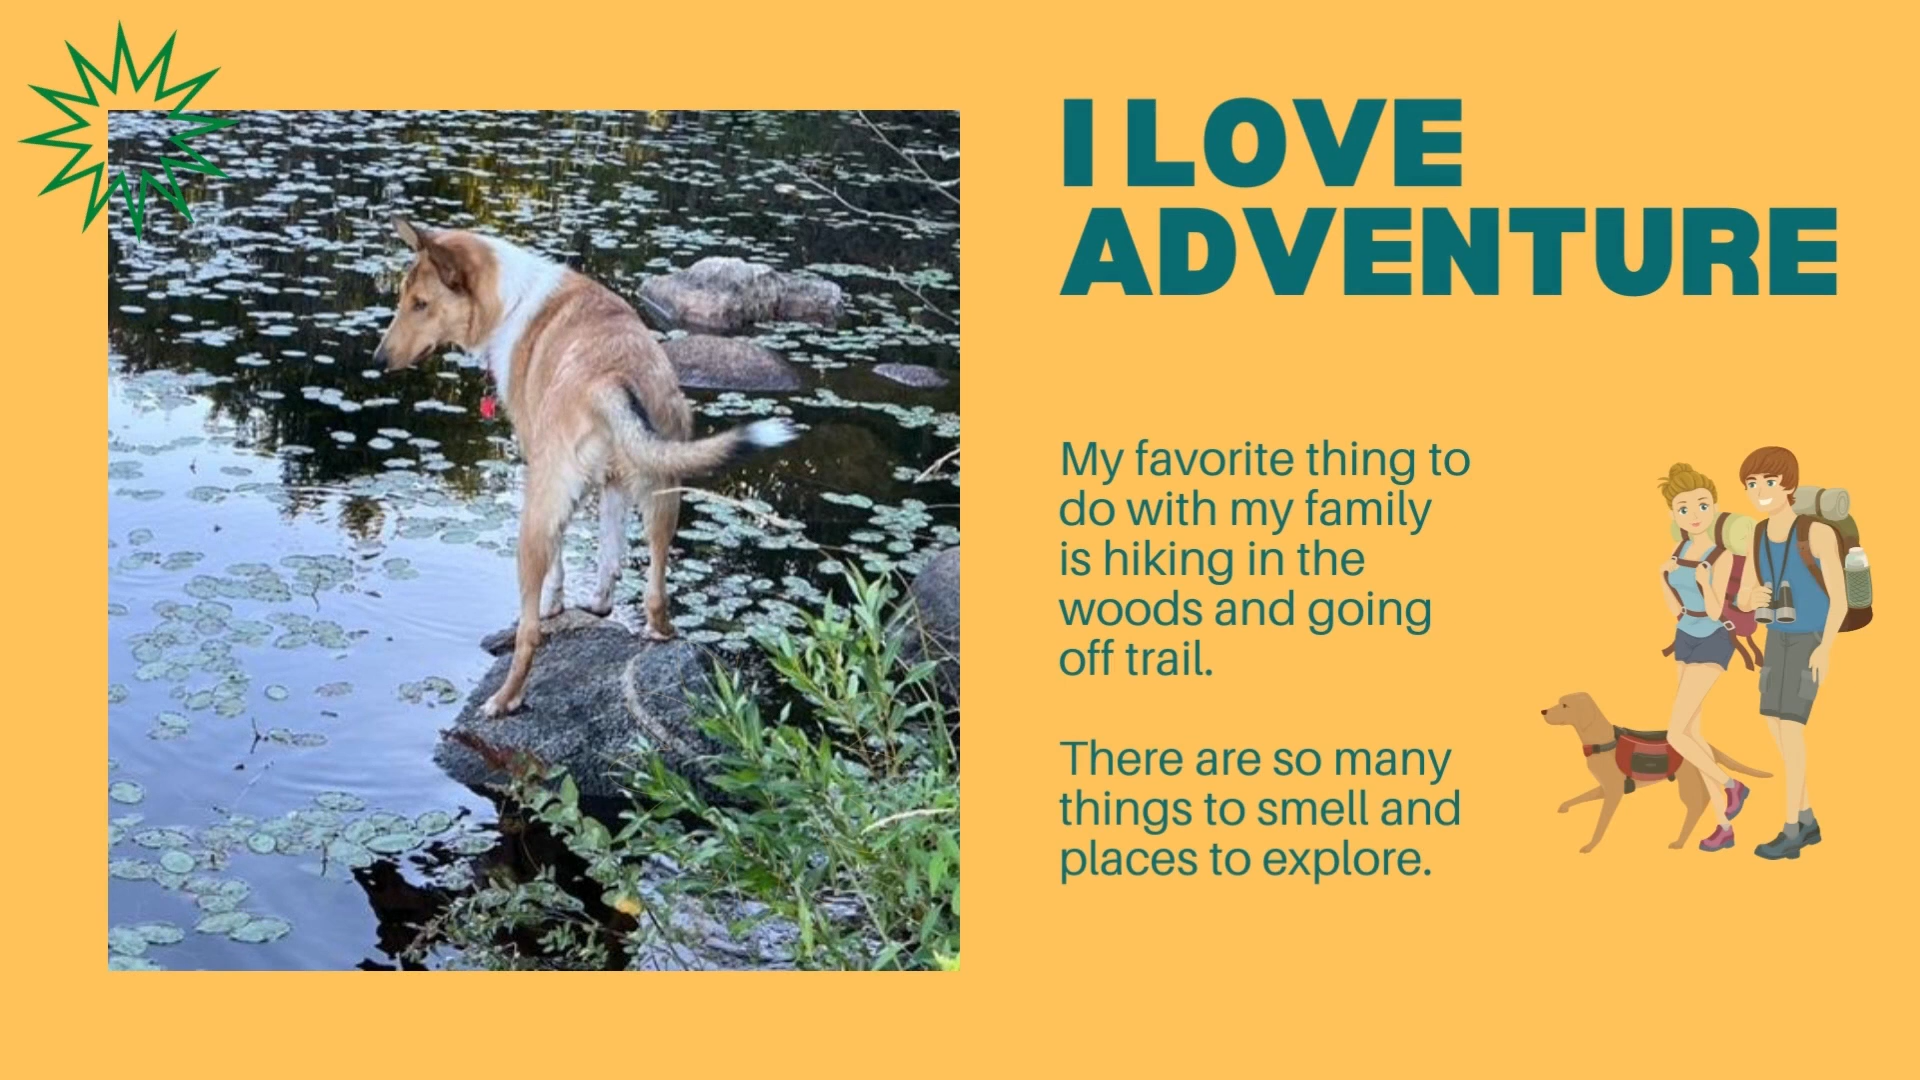 I LOVE
ADVENTURE
My favorite thing to
do with my family
is hiking in the
woods and going
off trail.
There are so many
things to smell and
places to explore.